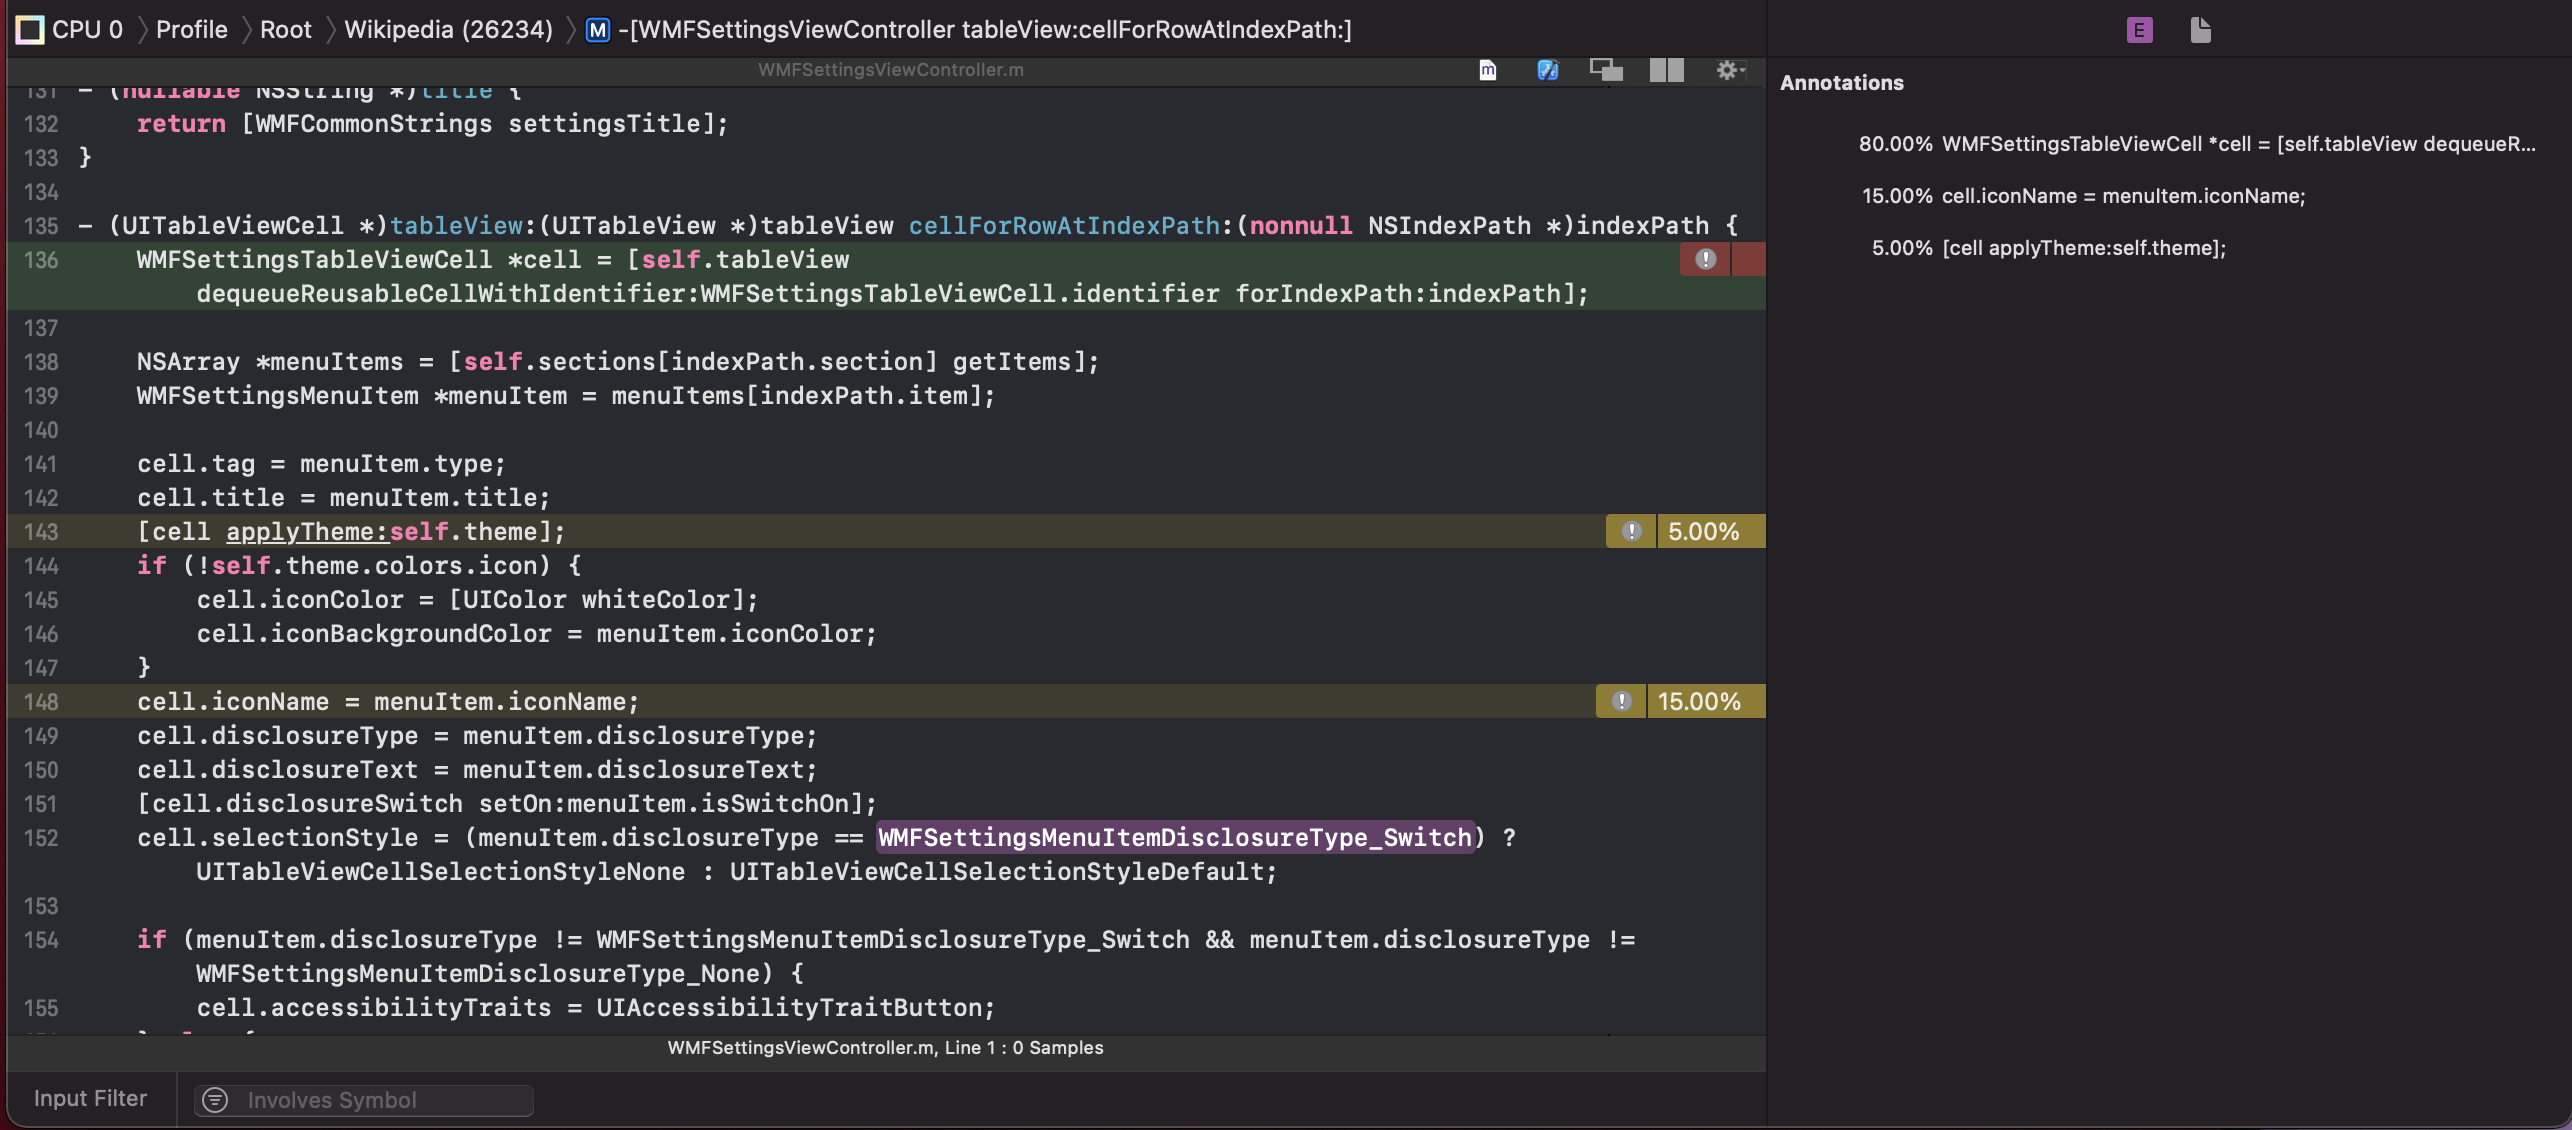 CPU 0 Profile Root Wikipedia (26234) M -[WMFSettingsViewController tableView:cellForRowAtIndexPath:]
E
WMFSettingsViewController.m
m
Annotations
80.00% WMFSettingsTableViewCell *cell = [self.tableView dequeueR...
15.00% cell.iconName = menuItem.iconName;
5.00% [cell applyTheme:self.theme];
131 - (nullable NSString *)title {
132 return [WMFCommonStrings settingsTitle];
133 }
134
135 - (UITableViewCell *)tableView:(UITableView *)tableView cellForRowAtIndexPath:(nonnull NSIndexPath *)indexPath {
136 WMFSettingsTableViewCell *cell = [self.tableView
dequeueReusableCellWithIdentifier:WMFSettingsTableViewCell.identifier forIndexPath:indexPath];
137
138 NSArray *menuItems = [self.sections[indexPath.section] getItems];
139 WMFSettingsMenuItem *menuItem = menuItems[indexPath.item];
140
141 cell.tag = menuItem.type;
142 cell.title = menuItem.title;
143 [cell applyTheme:self.theme]; 5.00%
144 if (!self.theme.colors.icon) {
145 cell.iconColor = [UIColor whiteColor];
146 cell.iconBackgroundColor = menuItem.iconColor;
147 }
148 cell.iconName = menuItem.iconName; 15.00%
149 cell.disclosureType = menuItem.disclosureType;
150 cell.disclosureText = menuItem.disclosureText;
151 [cell.disclosureSwitch setOn:menuItem.isSwitchOn];
152 cell.selectionStyle = (menuItem.disclosureType == WMFSettingsMenuItemDisclosureType_Switch) ?
UITableViewCellSelectionStyleNone : UITableViewCellSelectionStyleDefault;
153
154 if (menuItem.disclosureType != WMFSettingsMenuItemDisclosureType_Switch && menuItem.disclosureType !=
WMFSettingsMenuItemDisclosureType_None) {
155 cell.accessibilityTraits = UIAccessibilityTraitButton;
WMFSettingsViewController.m, Line 1 : 0 Samples
Input Filter
Involves Symbol